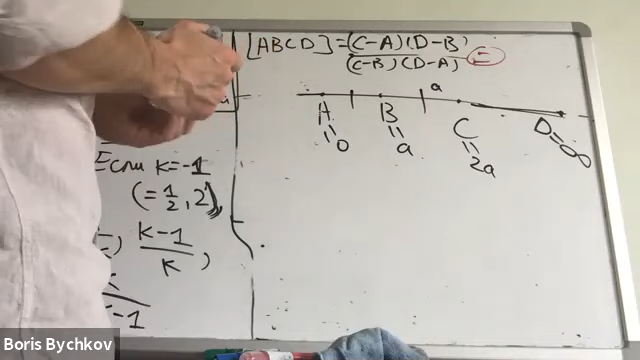 Если k=-1
(=1/2, 2)
), k-1/k,
-1
[ABCD]=(C-A)(D-B)/(C-B)(D-A) =
a
A B C D=∞
=0 =a =2a
Boris Bychkov